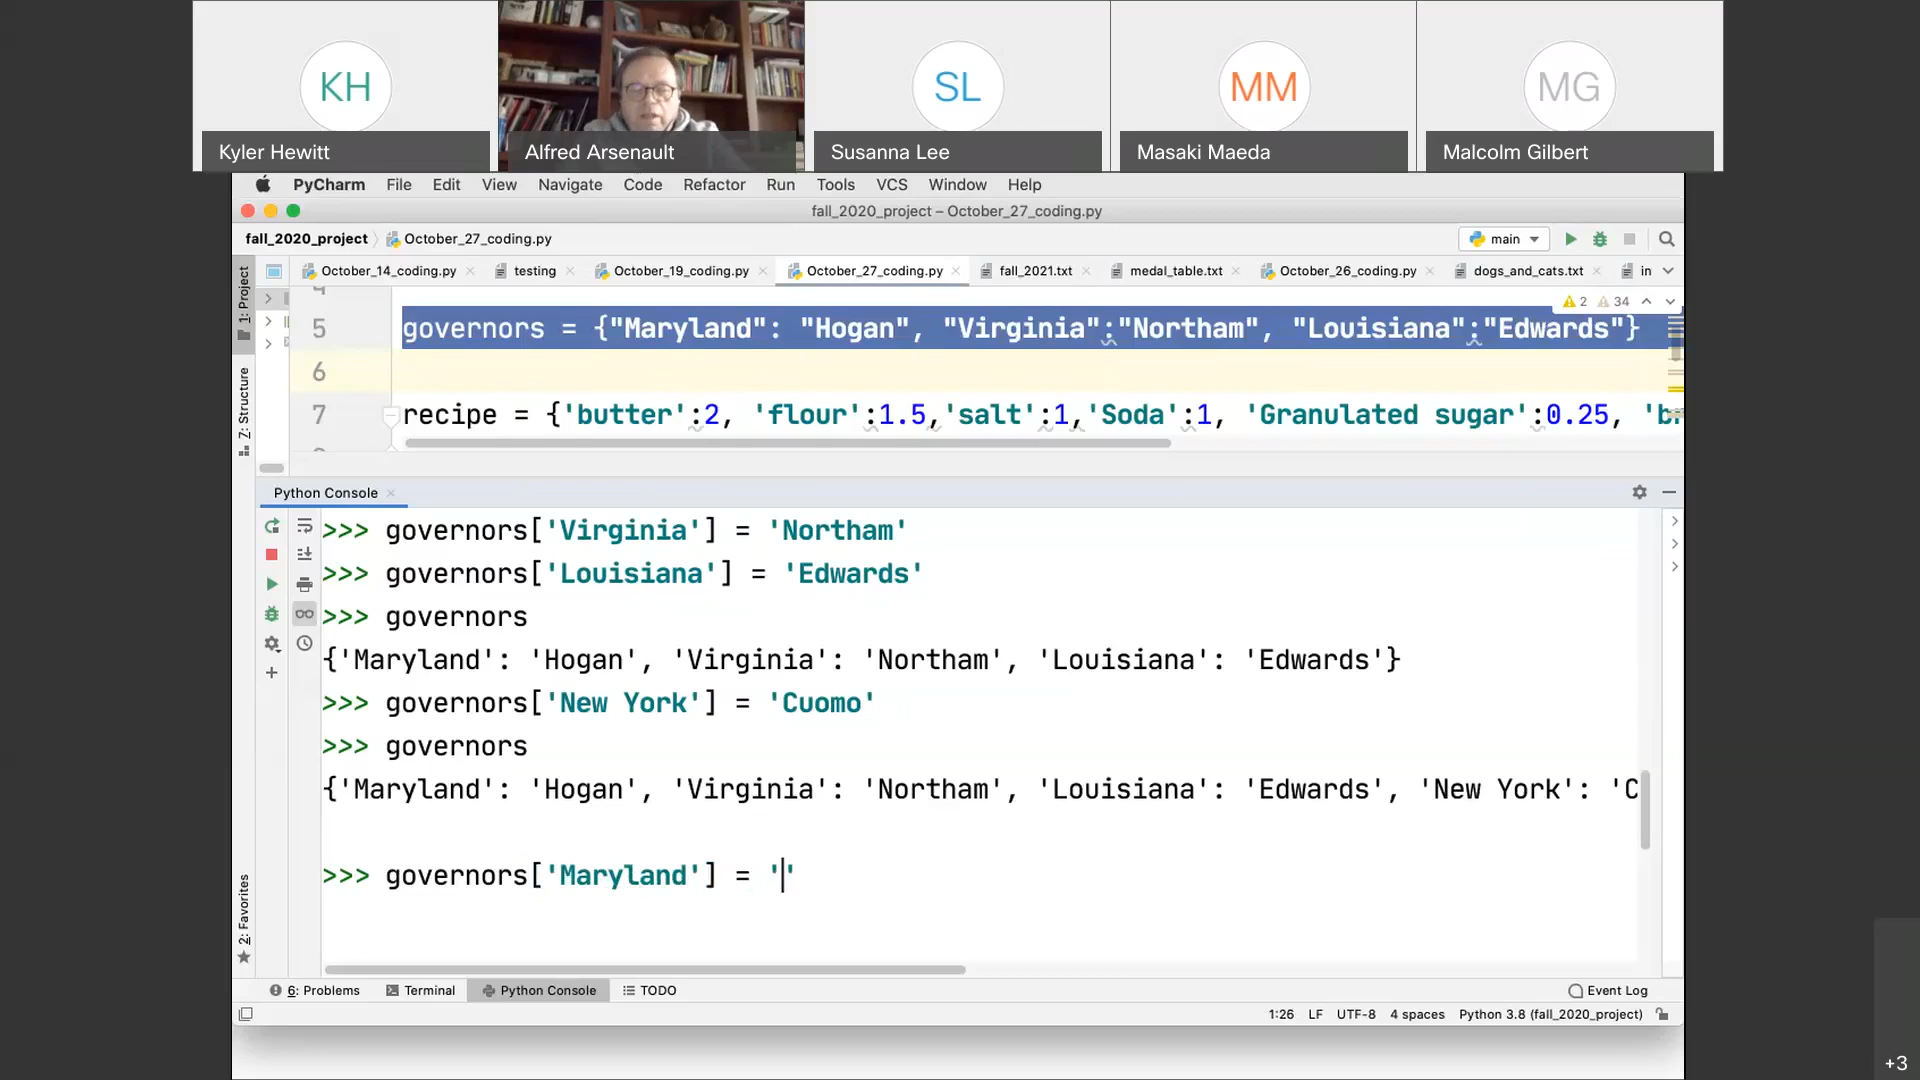 KH
SL
MM
MG
Kyler Hewitt
Alfred Arsenault
Susanna Lee
Masaki Maeda
Malcolm Gilbert
PyCharm File Edit View Navigate Code Refactor Run Tools VCS Window Help
fall_2020_project – October_27_coding.py
fall_2020_project October_27_coding.py
main
October_14_coding.py testing October_19_coding.py October_27_coding.py fall_2021.txt medal_table.txt October_26_coding.py dogs_and_cats.txt in
1: Project
2 34
5 governors = {"Maryland": "Hogan", "Virginia":"Northam", "Louisiana":"Edwards"}
6
7 recipe = {'butter':2, 'flour':1.5,'salt':1,'Soda':1, 'Granulated sugar':0.25, 'br
7: Structure
Python Console
>>> governors['Virginia'] = 'Northam'
>>> governors['Louisiana'] = 'Edwards'
>>> governors
{'Maryland': 'Hogan', 'Virginia': 'Northam', 'Louisiana': 'Edwards'}
>>> governors['New York'] = 'Cuomo'
>>> governors
{'Maryland': 'Hogan', 'Virginia': 'Northam', 'Louisiana': 'Edwards', 'New York': 'C
>>> governors['Maryland'] = ''
2: Favorites
6: Problems Terminal Python Console TODO Event Log
1:26 LF UTF-8 4 spaces Python 3.8 (fall_2020_project)
+3